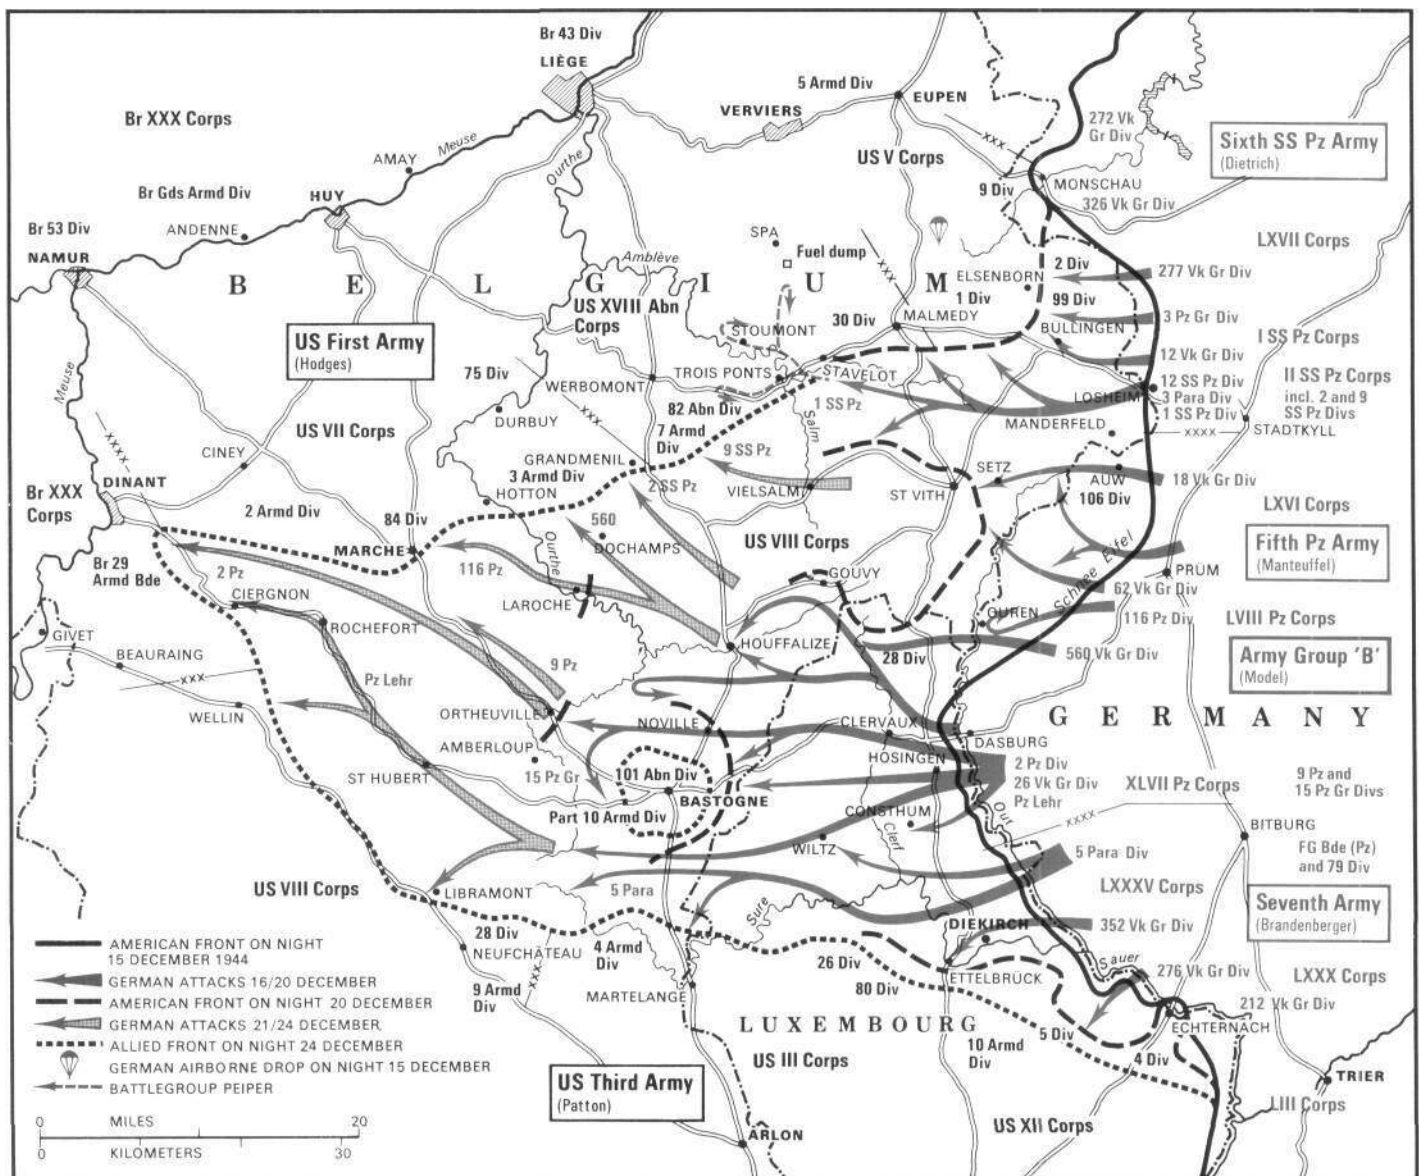 Br 43 Div
LIÈGE
5 Armd Div
EUPEN
VERVIERS
Br XXX Corps
Meuse
AMAY
Ourthe
US V Corps
XXX
272 Vk
Gr Div
Sixth SS Pz Army
(Dietrich)
Br Gds Armd Div
HUY
9 Div
MONSCHAU
326 Vk Gr Div
Br 53 Div
ANDENNE
NAMUR
SPA
Fuel dump
XXX
LXVII Corps
Amblève
B E L G I U M
ELSENBORN
2 Div
277 Vk Gr Div
1 Div
99 Div
US XVIII Abn
Corps
STOUMONT
30 Div
MALMEDY
BULLINGEN
3 Pz Gr Div
US First Army
(Hodges)
I SS Pz Corps
12 Vk Gr Div
Meuse
75 Div
WERBOMONT
TROIS PONTS
STAVELOT
LOSHEIM
12 SS Pz Div
3 Para Div
1 SS Pz Div
II SS Pz Corps
incl. 2 and 9
SS Pz Divs
XXX
82 Abn Div
1 SS Pz
Salm
DURBUY
MANDERFELD
XXXX
STADTKYLL
US VII Corps
7 Armd
Div
XXXX
CINEY
GRANDMENIL
9 SS Pz
3 Armd Div
HOTTON
2 SS Pz
VIELSALM
ST VITH
SETZ
AUW
106 Div
18 Vk Gr Div
DINANT
Br XXX
Corps
2 Armd Div
84 Div
LXVI Corps
560
DOCHAMPS
US VIII Corps
Fifth Pz Army
(Manteuffel)
MARCHE
Ourthe
Schnee Eifel
Br 29
Armd Bde
2 Pz
116 Pz
GOUVY
PRÜM
CIERGNON
LAROCHE
62 Vk Gr Div
OUREN
116 Pz Div
LVIII Pz Corps
GIVET
ROCHEFORT
HOUFFALIZE
28 Div
560 Vk Gr Div
Army Group 'B'
(Model)
BEAURAING
9 Pz
XXX
Pz Lehr
WELLIN
ORTHEUVILLE
NOVILLE
CLERVAUX
G E R M A N Y
DASBURG
AMBERLOUP
HOSINGEN
2 Pz Div
26 Vk Gr Div
Pz Lehr
ST HUBERT
15 Pz Gr
101 Abn Div
BASTOGNE
XLVII Pz Corps
9 Pz and
15 Pz Gr Divs
Part 10 Armd Div
CONSTHUM
Clerf
Our
XXXX
BITBURG
WILTZ
5 Para Div
FG Bde (Pz)
and 79 Div
US VIII Corps
LIBRAMONT
5 Para
LXXXV Corps
Seventh Army
(Brandenberger)
Sure
28 Div
DIEKIRCH
352 Vk Gr Div
NEUFCHÂTEAU
4 Armd
Div
26 Div
ETTELBRÜCK
Sauer
276 Vk Gr Div
LXXX Corps
XXX
9 Armd
Div
MARTELANGE
80 Div
212 Vk Gr Div
ECHTERNACH
LUXEMBOURG
5 Div
10 Armd
Div
4 Div
US III Corps
US Third Army
(Patton)
TRIER
LIII Corps
US XII Corps
ARLON
AMERICAN FRONT ON NIGHT
15 DECEMBER 1944
GERMAN ATTACKS 16/20 DECEMBER
AMERICAN FRONT ON NIGHT 20 DECEMBER
GERMAN ATTACKS 21/24 DECEMBER
ALLIED FRONT ON NIGHT 24 DECEMBER
GERMAN AIRBORNE DROP ON NIGHT 15 DECEMBER
BATTLEGROUP PEIPER
0 MILES 20
0 KILOMETERS 30